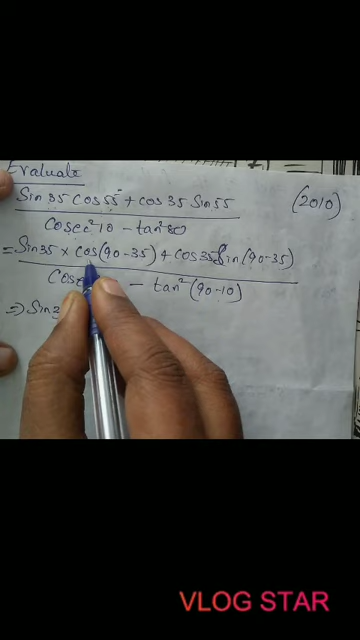 Evaluate
Sin 35 Cos 55° + cos 35 Sin 55 (2010)
Cosec²10 - tan²80
= Sin 35 × cos(90-35) + cos 35 Sin(90-35)
- tan²(90-10)
⇒ Sin
VLOG STAR